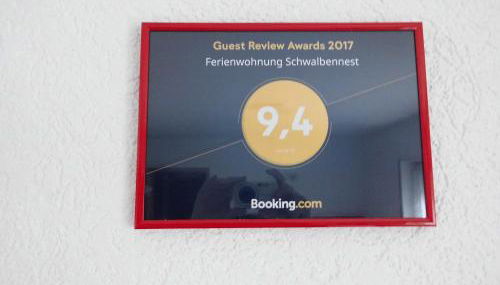 Guest Review Awards 2017
Ferienwohnung Schwalbennest
9,4
Booking.com